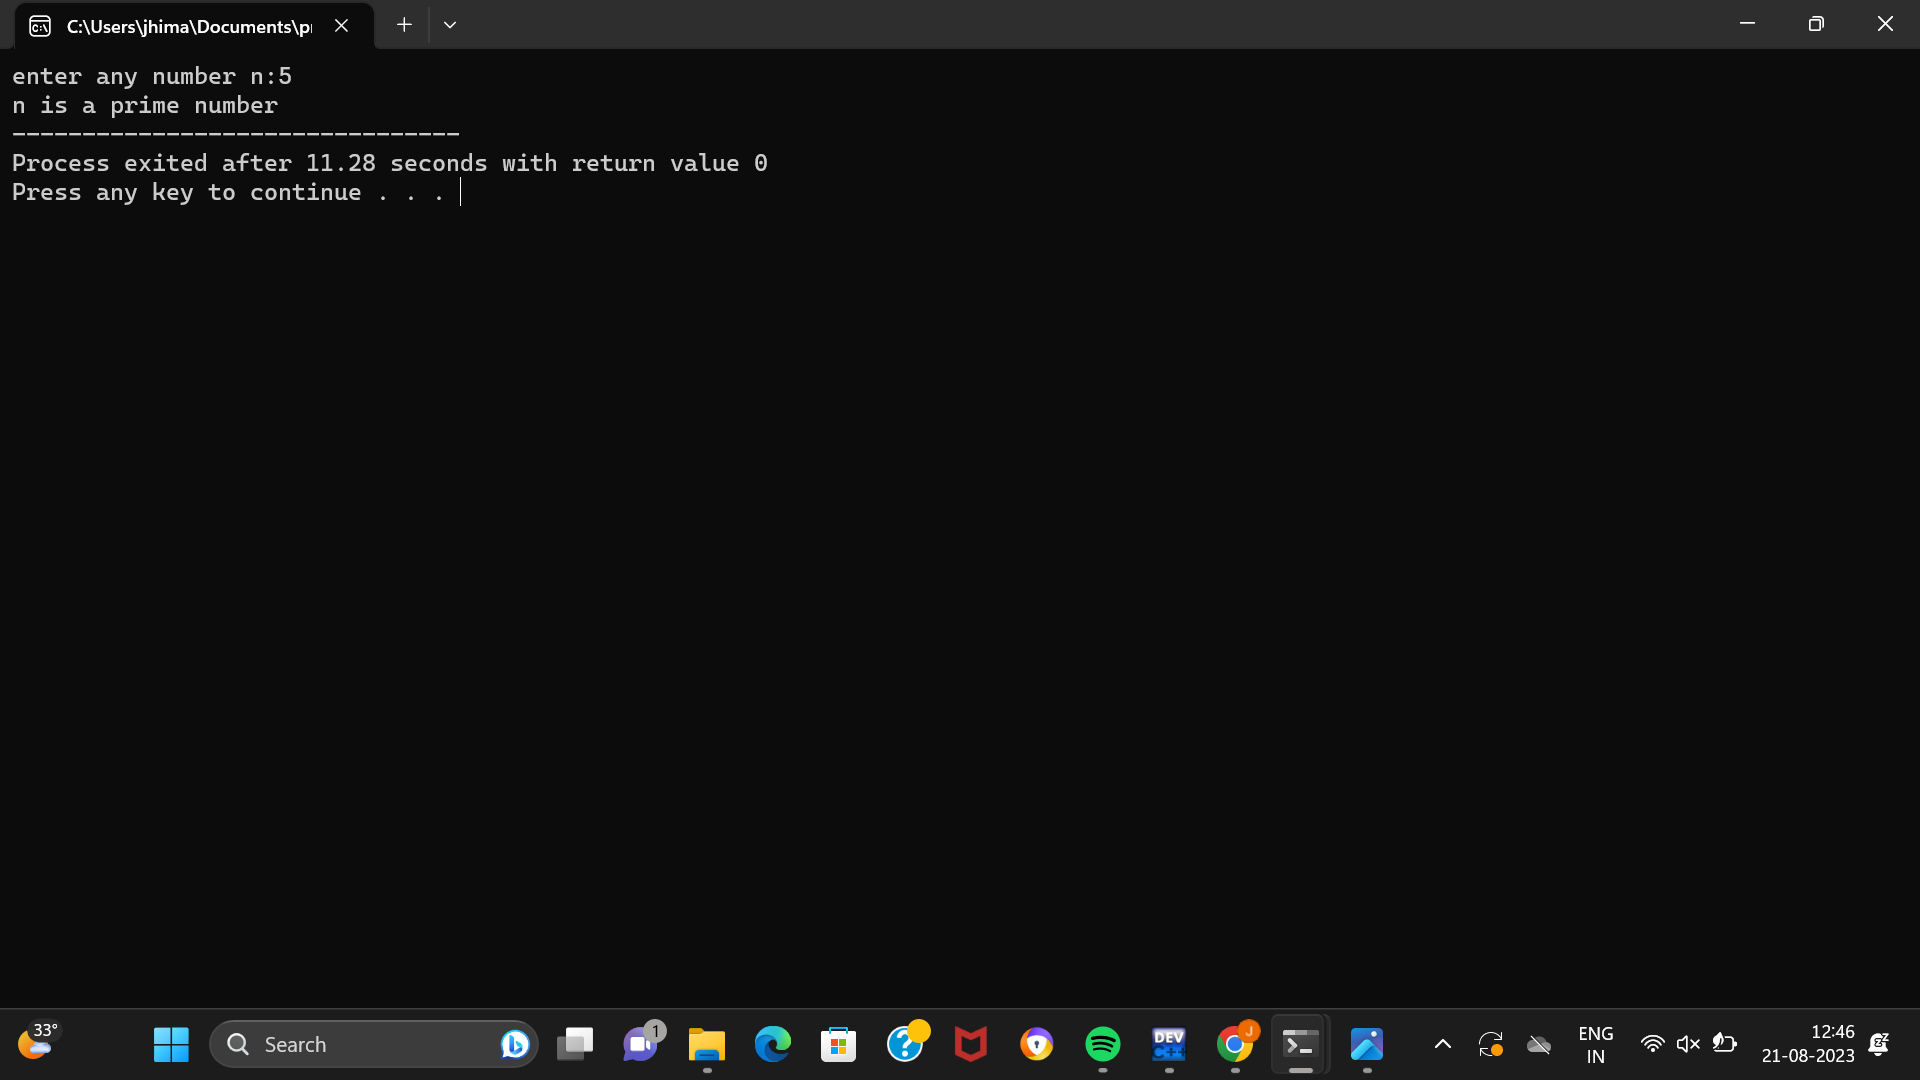 C:\Users\jhima\Documents\pr
enter any number n:5
n is a prime number
--------------------------------
Process exited after 11.28 seconds with return value 0
Press any key to continue . . .
33°
Search
1
DEV
C++
J
ENG
IN
12:46
21-08-2023